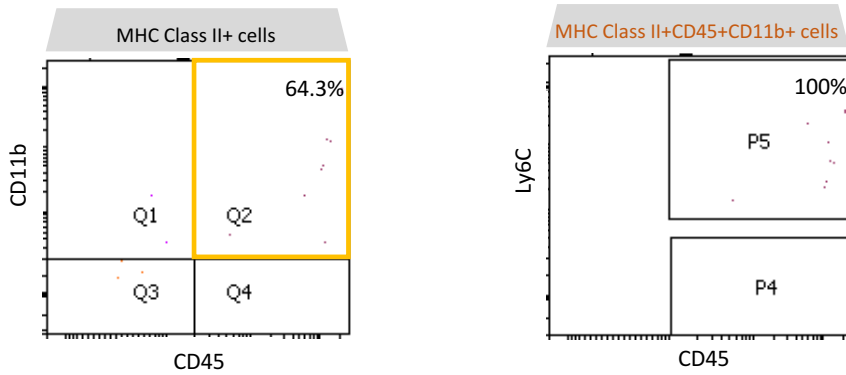 MHC Class II+ cells
64.3%
CD11b
Q1
Q2
Q3
Q4
CD45
MHC Class II+CD45+CD11b+ cells
100%
Ly6C
P5
P4
CD45